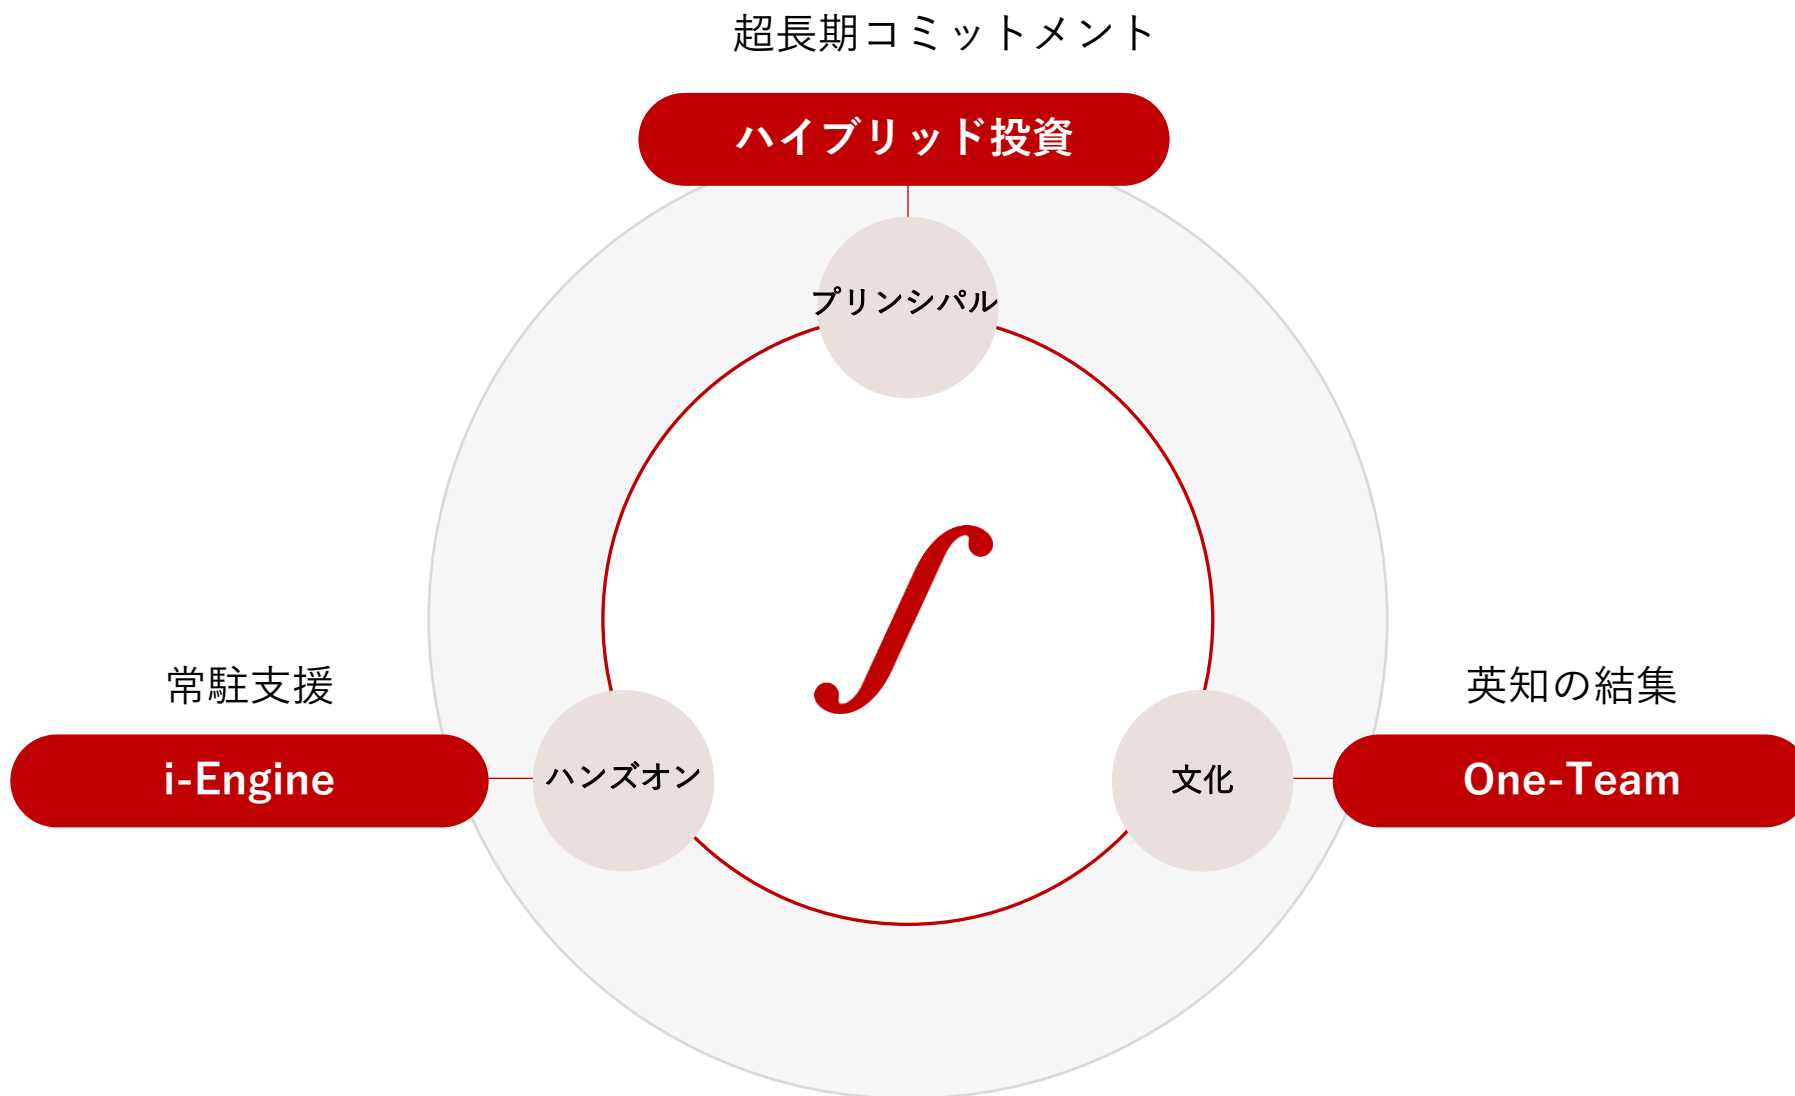 超長期コミットメント
ハイブリッド投資
プリンシパル
常駐支援
i-Engine
ハンズオン
文化
英知の結集
One-Team